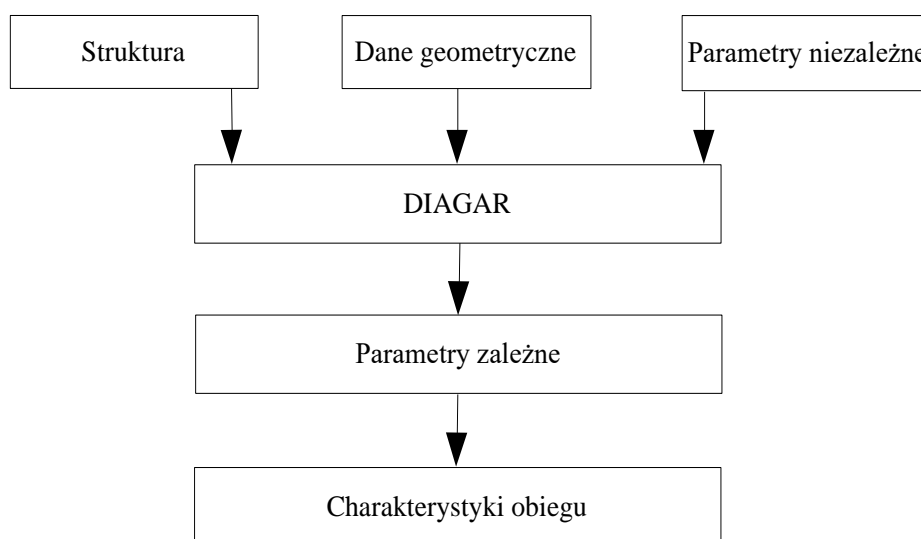 Struktura
Dane geometryczne
Parametry niezależne
DIAGAR
Parametry zależne
Charakterystyki obiegu